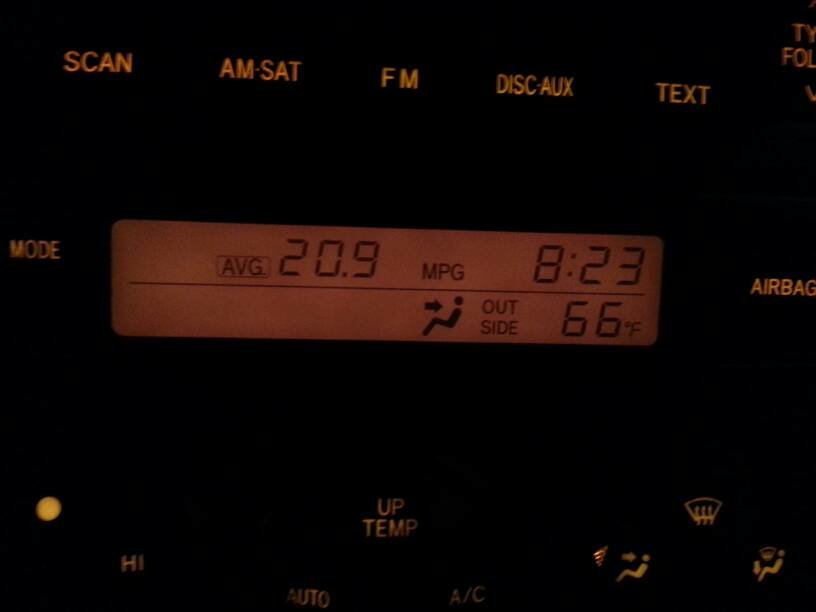 SCAN AM·SAT FM DISC·AUX TEXT
MODE
AVG. 20.9 MPG 8:23
OUT SIDE 66°F
AIRBAG
UP TEMP
HI
AUTO A/C